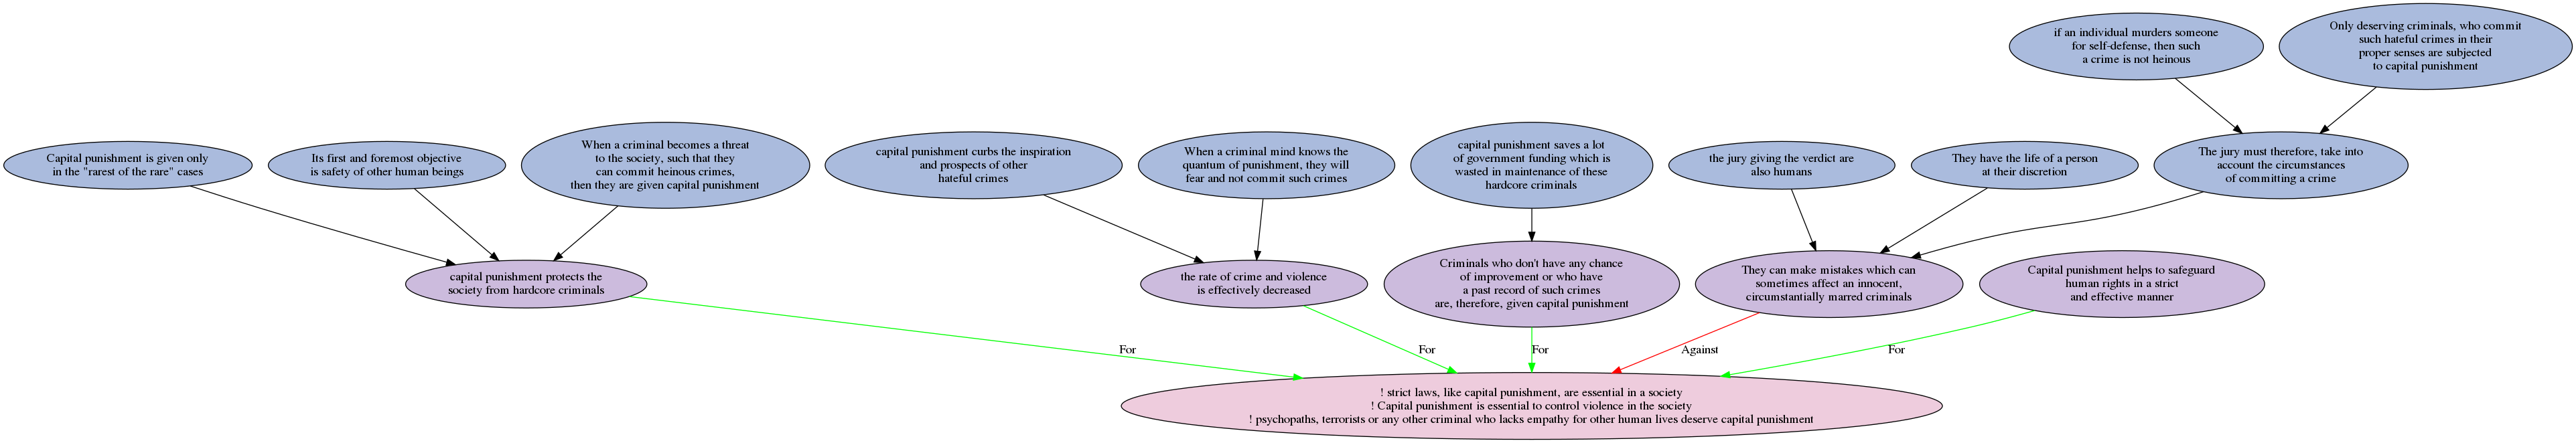 if an individual murders someone
for self-defense, then such
a crime is not heinous
Only deserving criminals, who commit
such hateful crimes in their
proper senses are subjected
to capital punishment
Capital punishment is given only
in the "rarest of the rare" cases
Its first and foremost objective
is safety of other human beings
When a criminal becomes a threat
to the society, such that they
can commit heinous crimes,
then they are given capital punishment
capital punishment curbs the inspiration
and prospects of other
hateful crimes
When a criminal mind knows the
quantum of punishment, they will
fear and not commit such crimes
capital punishment saves a lot
of government funding which is
wasted in maintenance of these
hardcore criminals
the jury giving the verdict are
also humans
They have the life of a person
at their discretion
The jury must therefore, take into
account the circumstances
of committing a crime
capital punishment protects the
society from hardcore criminals
the rate of crime and violence
is effectively decreased
Criminals who don't have any chance
of improvement or who have
a past record of such crimes
are, therefore, given capital punishment
They can make mistakes which can
sometimes affect an innocent,
circumstantially marred criminals
Capital punishment helps to safeguard
human rights in a strict
and effective manner
For
For
For
Against
For
! strict laws, like capital punishment, are essential in a society
! Capital punishment is essential to control violence in the society
! psychopaths, terrorists or any other criminal who lacks empathy for other human lives deserve capital punishment